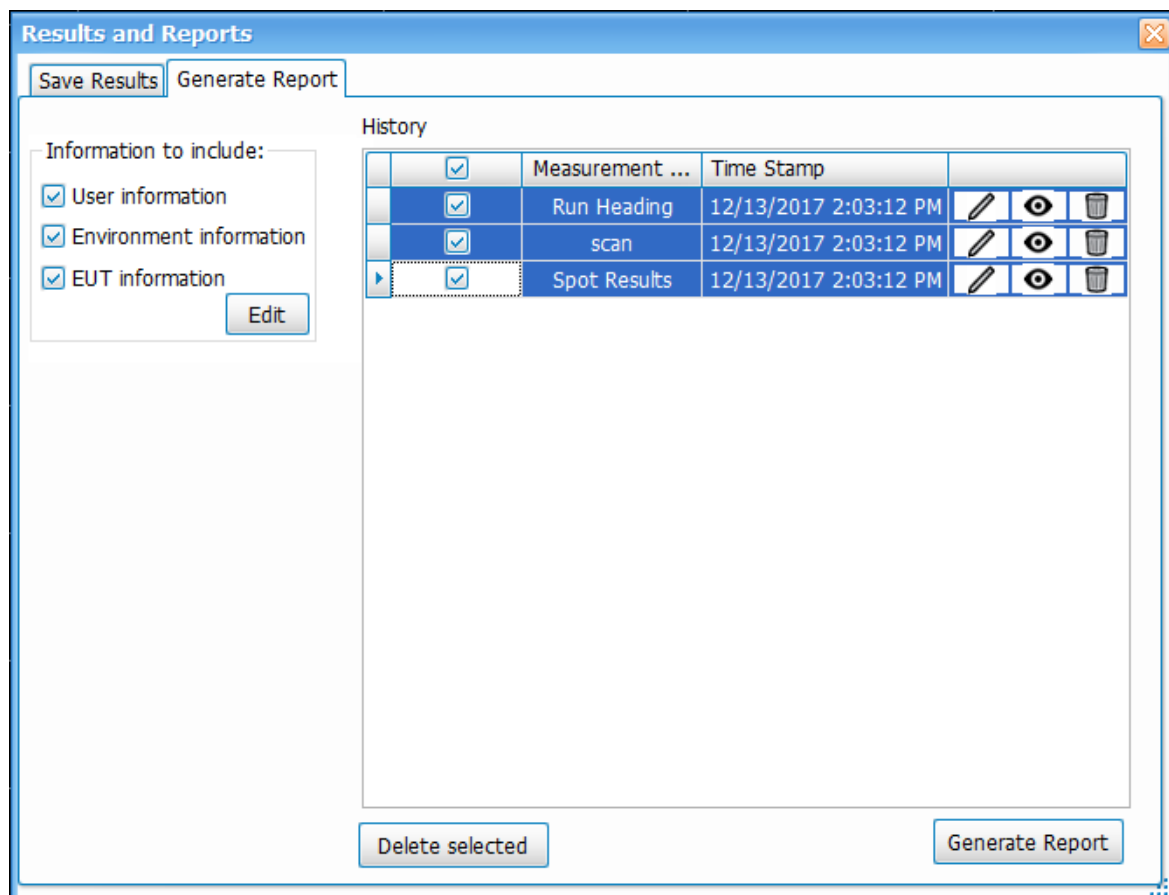 Results and Reports
Save Results Generate Report
History
Information to include:
User information
Environment information
EUT information
Edit
Measurement ... Time Stamp
Run Heading 12/13/2017 2:03:12 PM
scan 12/13/2017 2:03:12 PM
Spot Results 12/13/2017 2:03:12 PM
Delete selected Generate Report